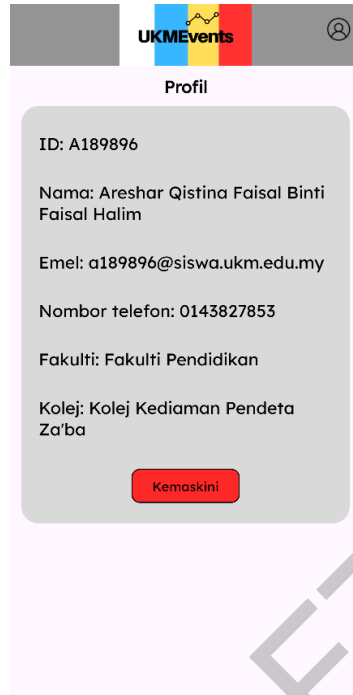 UKMEvents
Profil
ID: A189896
Nama: Areshar Qistina Faisal Binti
Faisal Halim
Emel: a189896@siswa.ukm.edu.my
Nombor telefon: 0143827853
Fakulti: Fakulti Pendidikan
Kolej: Kolej Kediaman Pendeta
Za'ba
Kemaskini